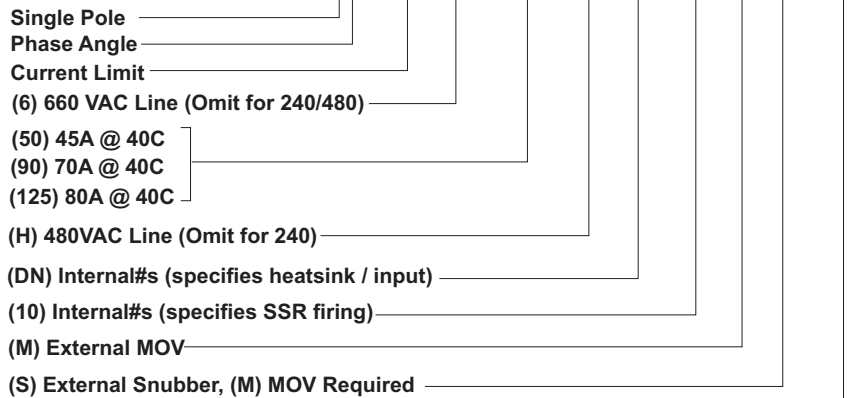 Single Pole
Phase Angle
Current Limit
(6) 660 VAC Line (Omit for 240/480)
(50) 45A @ 40C
(90) 70A @ 40C
(125) 80A @ 40C
(H) 480VAC Line (Omit for 240)
(DN) Internal#s (specifies heatsink / input)
(10) Internal#s (specifies SSR firing)
(M) External MOV
(S) External Snubber, (M) MOV Required